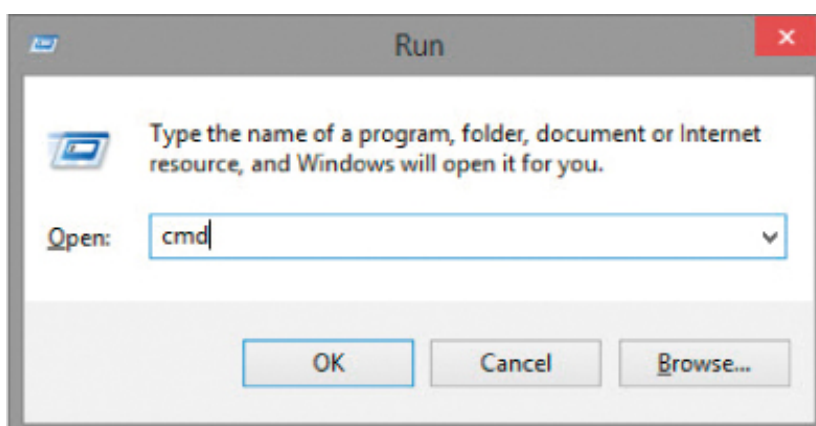 Run
Type the name of a program, folder, document or Internet
resource, and Windows will open it for you.
Open: cmd
OK Cancel Browse...